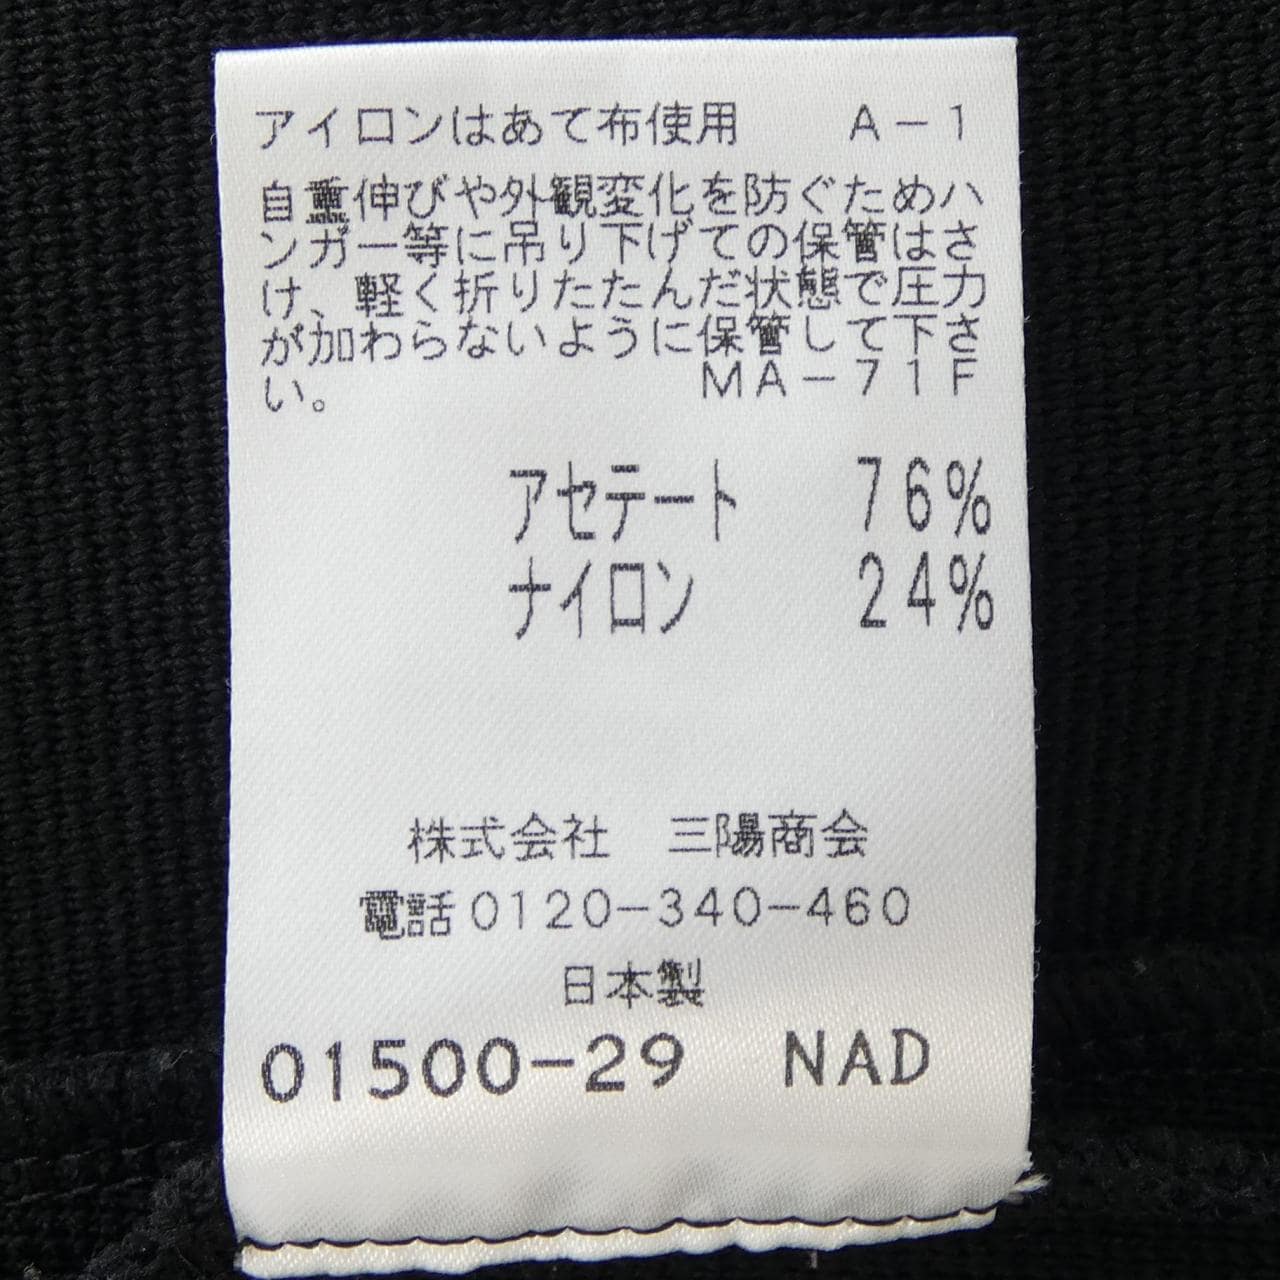 アイロンはあて布使用　　A－1
自重伸びや外観変化を防ぐためハ
ンガー等に吊り下げての保管はさ
け、軽く折りたたんだ状態で圧力
が加わらないように保管して下さ
い。　　　　　　　　MA－71F
アセテート　　76%
ナイロン　　　24%
株式会社　三陽商会
電話0120－340－460
日本製
01500-29　NAD